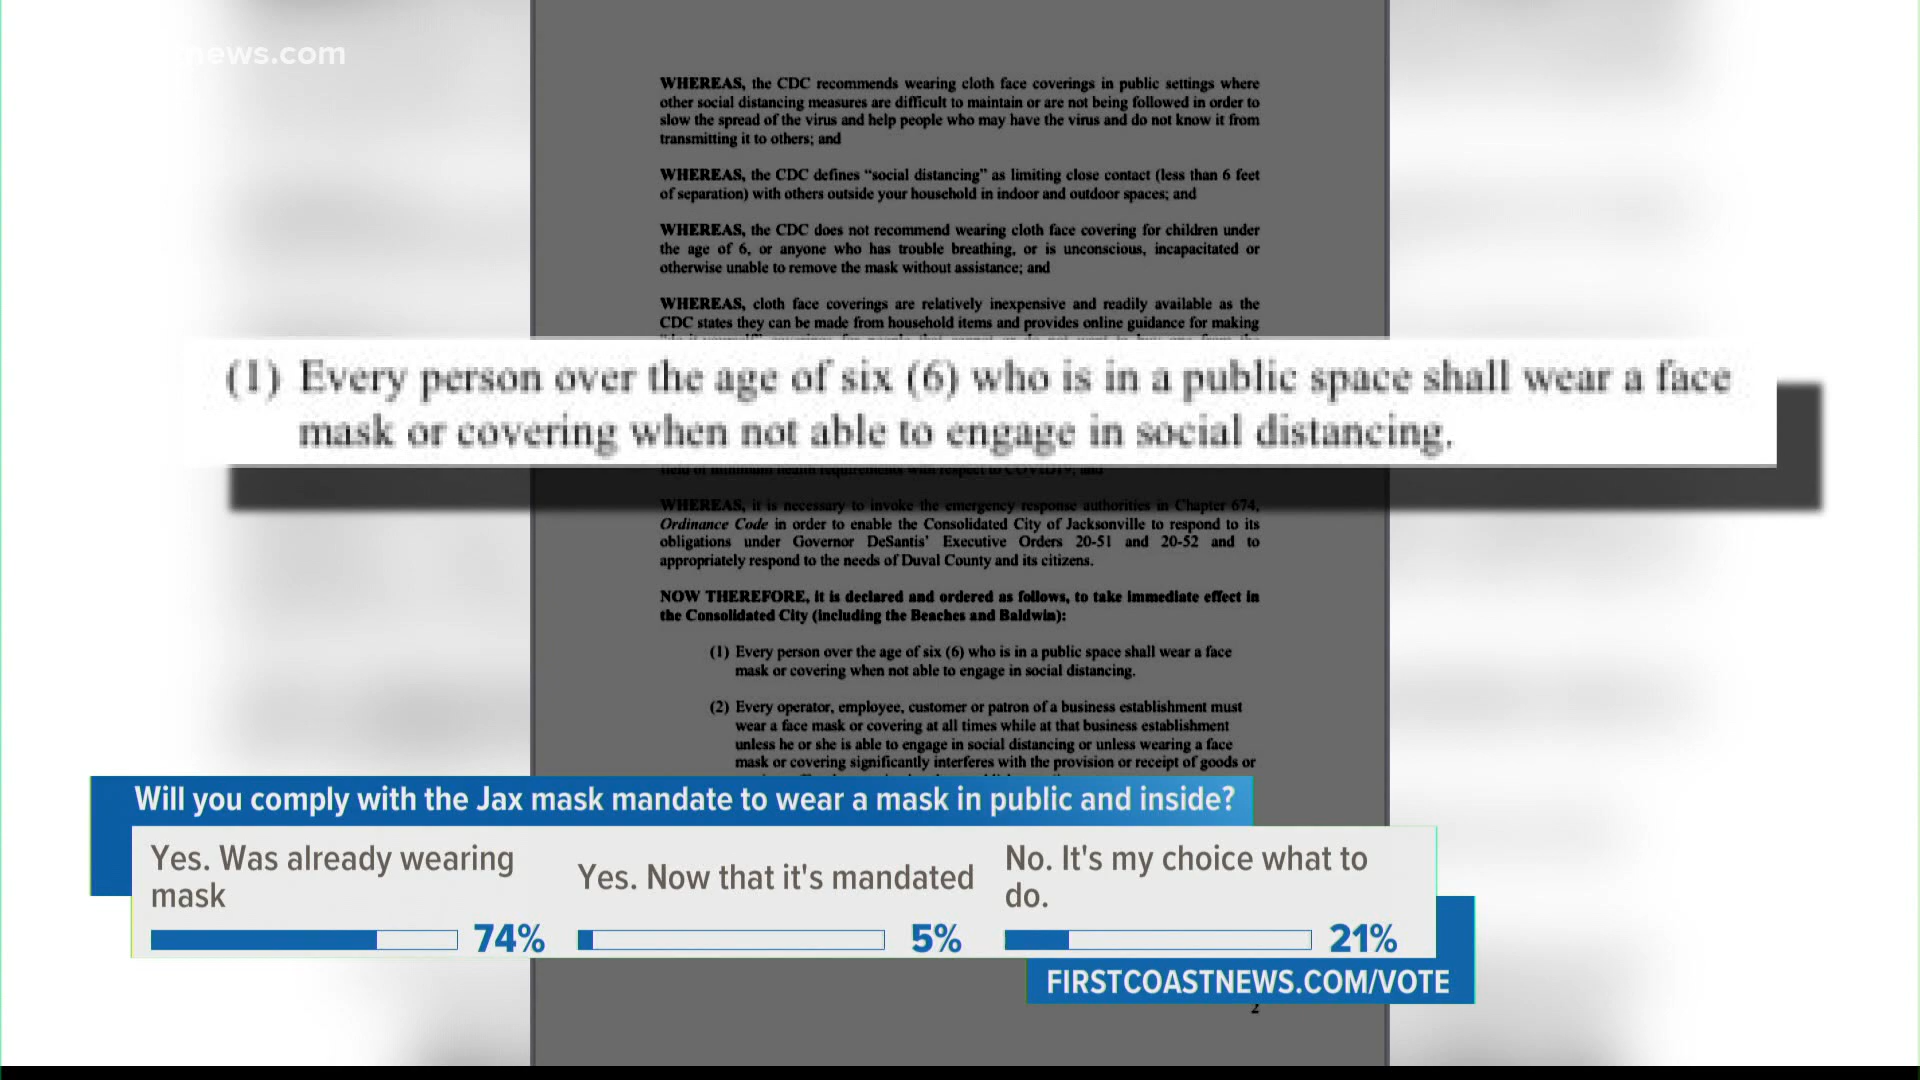 news.com
WHEREAS, the CDC recommends wearing cloth face coverings in public settings where
other social distancing measures are difficult to maintain or are not being followed in order to
slow the spread of the virus and help people who may have the virus and do not know it from
transmitting it to others; and
WHEREAS, the CDC defines “social distancing” as limiting close contact (less than 6 feet
of separation) with others outside your household in indoor and outdoor spaces; and
WHEREAS, the CDC does not recommend wearing cloth face covering for children under
the age of 6, or anyone who has trouble breathing, or is unconscious, incapacitated or
otherwise unable to remove the mask without assistance; and
WHEREAS, cloth face coverings are relatively inexpensive and readily available as the
CDC states they can be made from household items and provides online guidance for making
(1) Every person over the age of six (6) who is in a public space shall wear a face
mask or covering when not able to engage in social distancing.
field of minimum health requirements with respect to COVID19; and
WHEREAS, it is necessary to invoke the emergency response authorities in Chapter 674,
Ordinance Code in order to enable the Consolidated City of Jacksonville to respond to its
obligations under Governor DeSantis’ Executive Orders 20-51 and 20-52 and to
appropriately respond to the needs of Duval County and its citizens.
NOW THEREFORE, it is declared and ordered as follows, to take immediate effect in
the Consolidated City (including the Beaches and Baldwin):
(1) Every person over the age of six (6) who is in a public space shall wear a face
mask or covering when not able to engage in social distancing.
(2) Every operator, employee, customer or patron of a business establishment must
wear a face mask or covering at all times while at that business establishment
unless he or she is able to engage in social distancing or unless wearing a face
mask or covering significantly interferes with the provision or receipt of goods or
Will you comply with the Jax mask mandate to wear a mask in public and inside?
Yes. Was already wearing
mask
74%
Yes. Now that it's mandated
5%
No. It's my choice what to
do.
21%
FIRSTCOASTNEWS.COM/VOTE
2